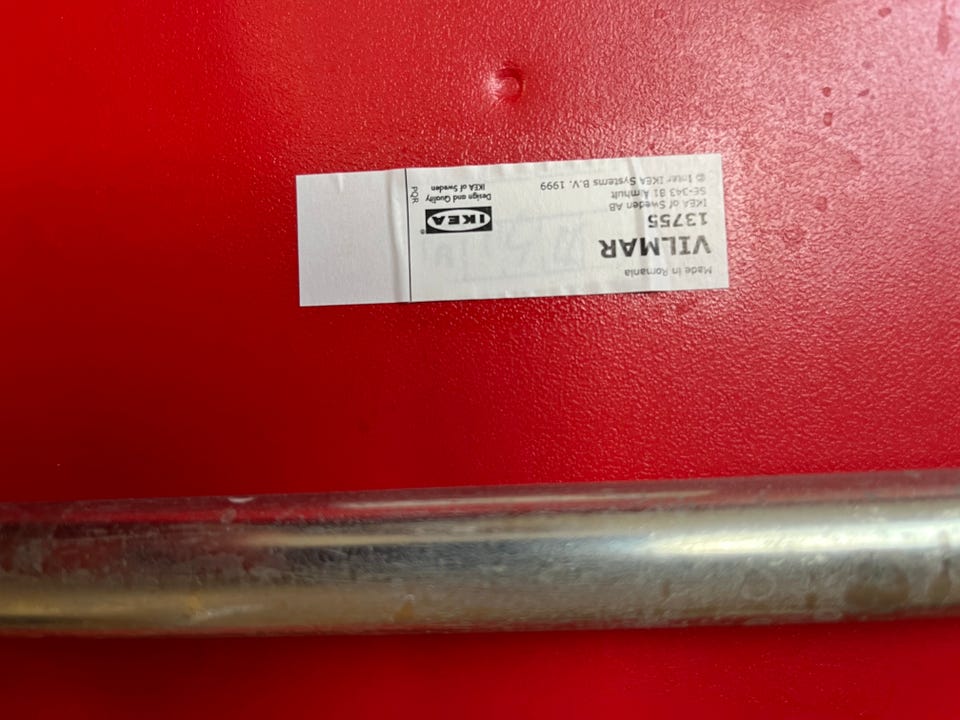 Made in Romania
VILMAR
13755
IKEA of Sweden AB
SE-343 81 Älmhult
© Inter IKEA Systems B.V. 1999
IKEA®
Design and Quality
IKEA of Sweden
PQR